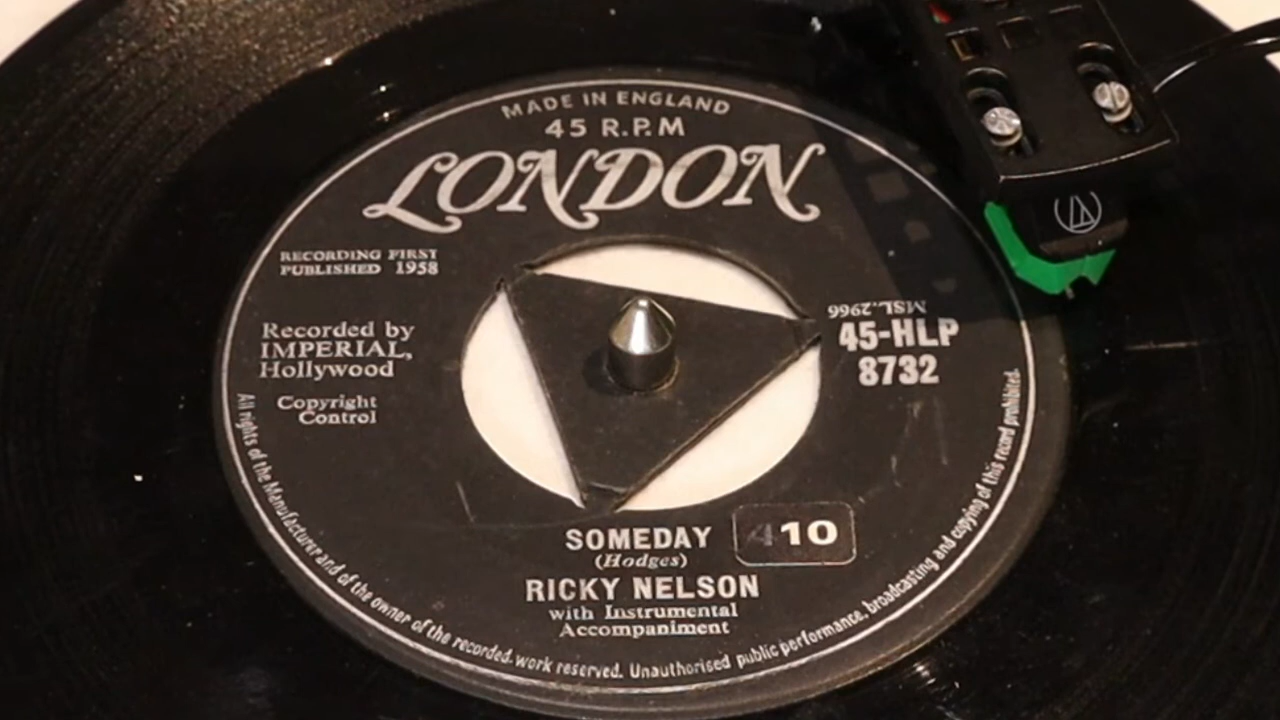 MADE IN ENGLAND
45 R.P.M
LONDON
RECORDING FIRST
PUBLISHED 1958
MSL..2966
45-HLP
8732
Recorded by
IMPERIAL,
Hollywood
Copyright
Control
SOMEDAY
(Hodges)
410
RICKY NELSON
with Instrumental
Accompaniment
All rights of the Manufacturer and of the owner of the recorded work reserved. Unauthorised public performance, broadcasting and copying of this record prohibited.